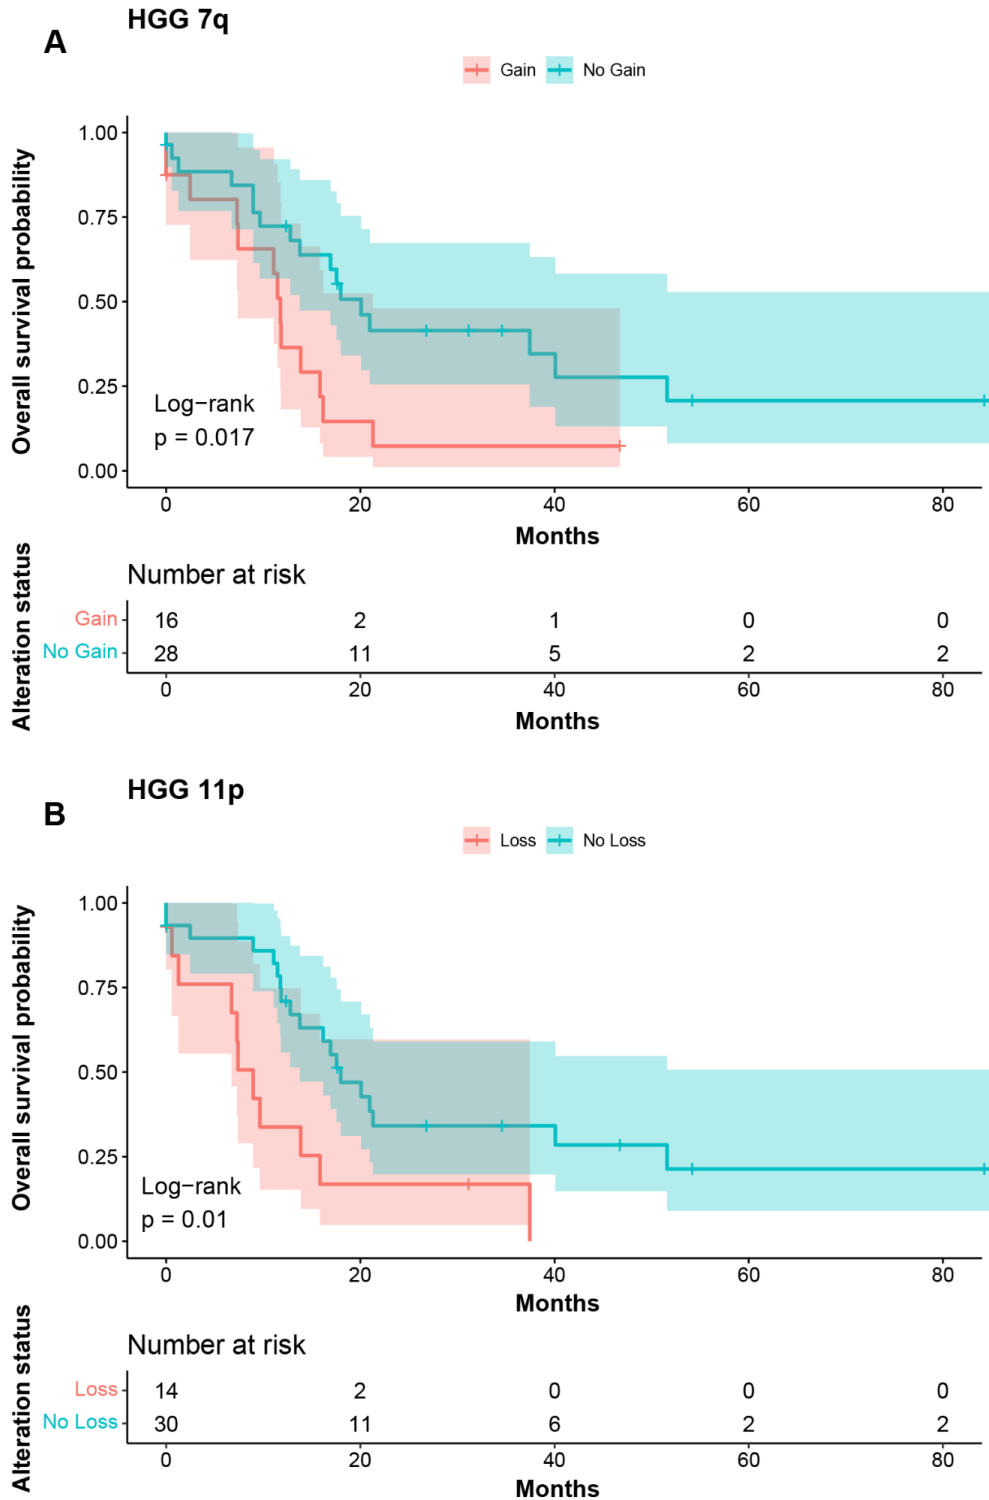 HGG 7q
A
Gain No Gain
Overall survival probability
1.00
0.75
0.50
0.25
0.00
Log−rank
p = 0.017
0 20 40 60 80
Months
Alteration status
Number at risk
Gain 16 2 1 0 0
No Gain 28 11 5 2 2
0 20 40 60 80
Months
HGG 11p
B
Loss No Loss
Overall survival probability
1.00
0.75
0.50
0.25
0.00
Log−rank
p = 0.01
0 20 40 60 80
Months
Alteration status
Number at risk
Loss 14 2 0 0 0
No Loss 30 11 6 2 2
0 20 40 60 80
Months